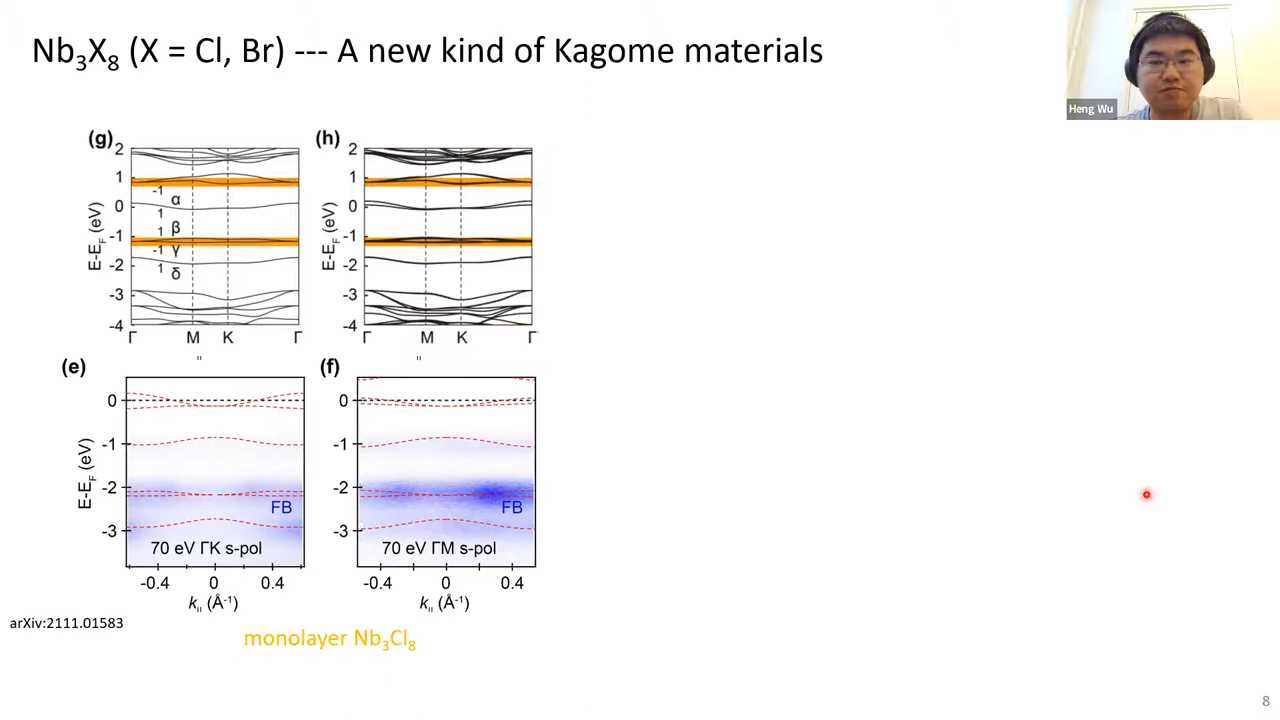 Nb₃X₈ (X = Cl, Br) --- A new kind of Kagome materials
Heng Wu
(g)
2
1
0
-1
-2
-3
-4
E-E_F (eV)
-1
α
1
1
β
-1
γ
1
δ
Γ M K Γ
(h)
2
1
0
-1
-2
-3
-4
E-E_F (eV)
Γ M K Γ
(e)
0
-1
-2
-3
E-E_F (eV)
FB
70 eV ΓK s-pol
-0.4 0 0.4
k_ıı (Å⁻¹)
(f)
0
-1
-2
-3
FB
70 eV ΓM s-pol
-0.4 0 0.4
k_ıı (Å⁻¹)
arXiv:2111.01583
monolayer Nb₃Cl₈
8